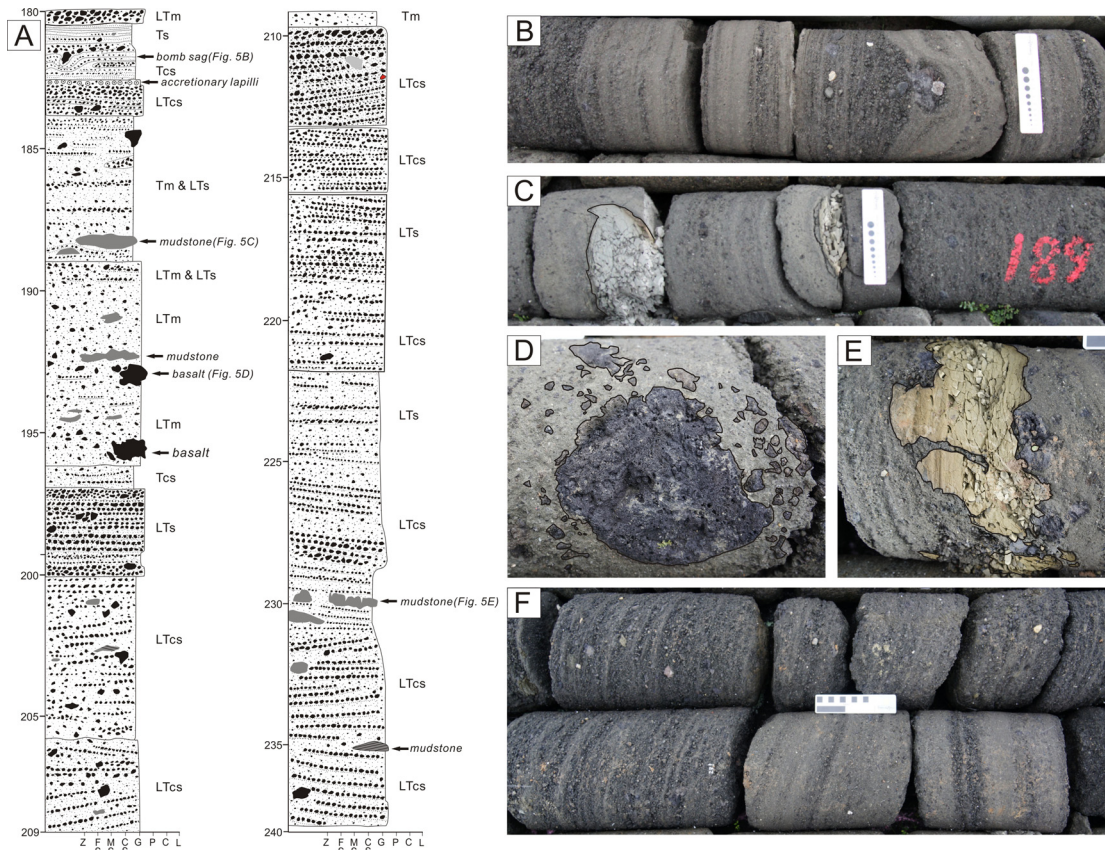 A
180
LTm
Ts
bomb sag(Fig. 5B)
Tcs
accretionary lapilli
LTcs
185
Tm & LTs
mudstone(Fig. 5C)
LTm & LTs
190
LTm
mudstone
basalt (Fig. 5D)
LTm
195
basalt
Tcs
LTs
200
LTcs
205
LTcs
209
Z F M C G P C L
Tm
210
LTcs
LTcs
215
LTs
220
LTcs
LTs
225
LTcs
230
mudstone(Fig. 5E)
LTcs
235
mudstone
LTcs
240
Z F M C G P C L
B
C
189
D
E
F